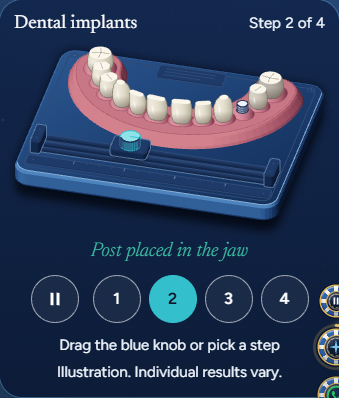 Dental implants
Step 2 of 4
Post placed in the jaw
1
2
3
4
Drag the blue knob or pick a step
Illustration. Individual results vary.